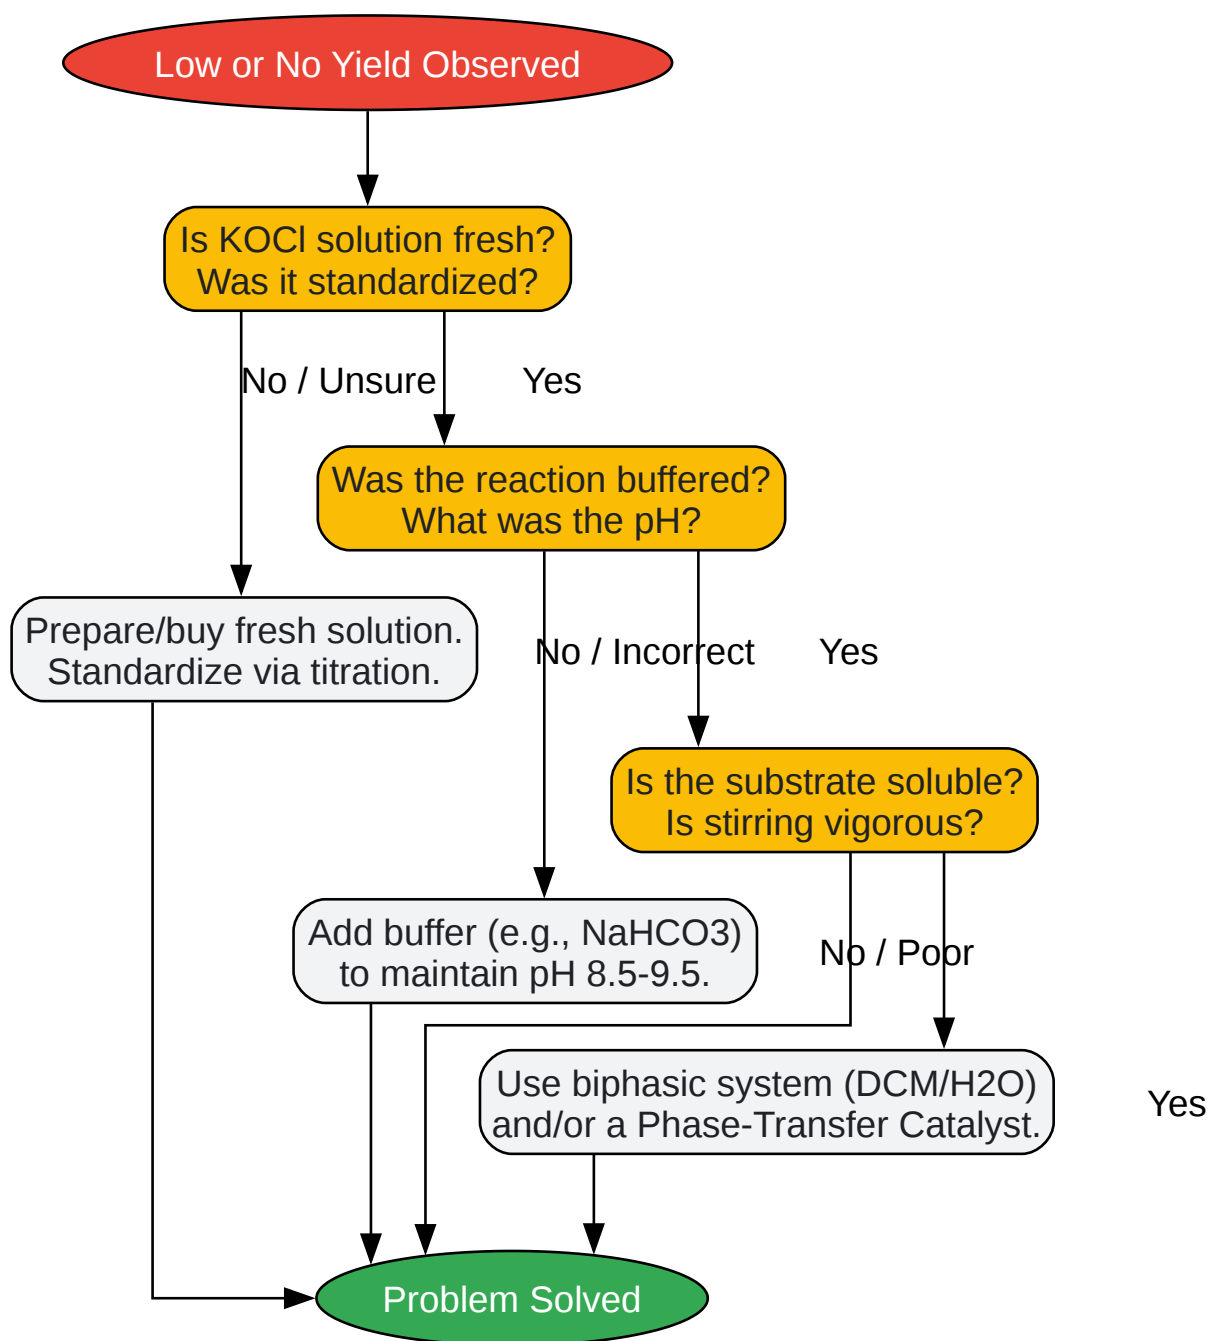 Low or No Yield Observed
Is KOCl solution fresh?
Was it standardized?
No / Unsure
Yes
Was the reaction buffered?
What was the pH?
Prepare/buy fresh solution.
Standardize via titration.
No / Incorrect
Yes
Is the substrate soluble?
Is stirring vigorous?
Add buffer (e.g., NaHCO3)
to maintain pH 8.5-9.5.
No / Poor
Use biphasic system (DCM/H2O)
and/or a Phase-Transfer Catalyst.
Yes
Problem Solved